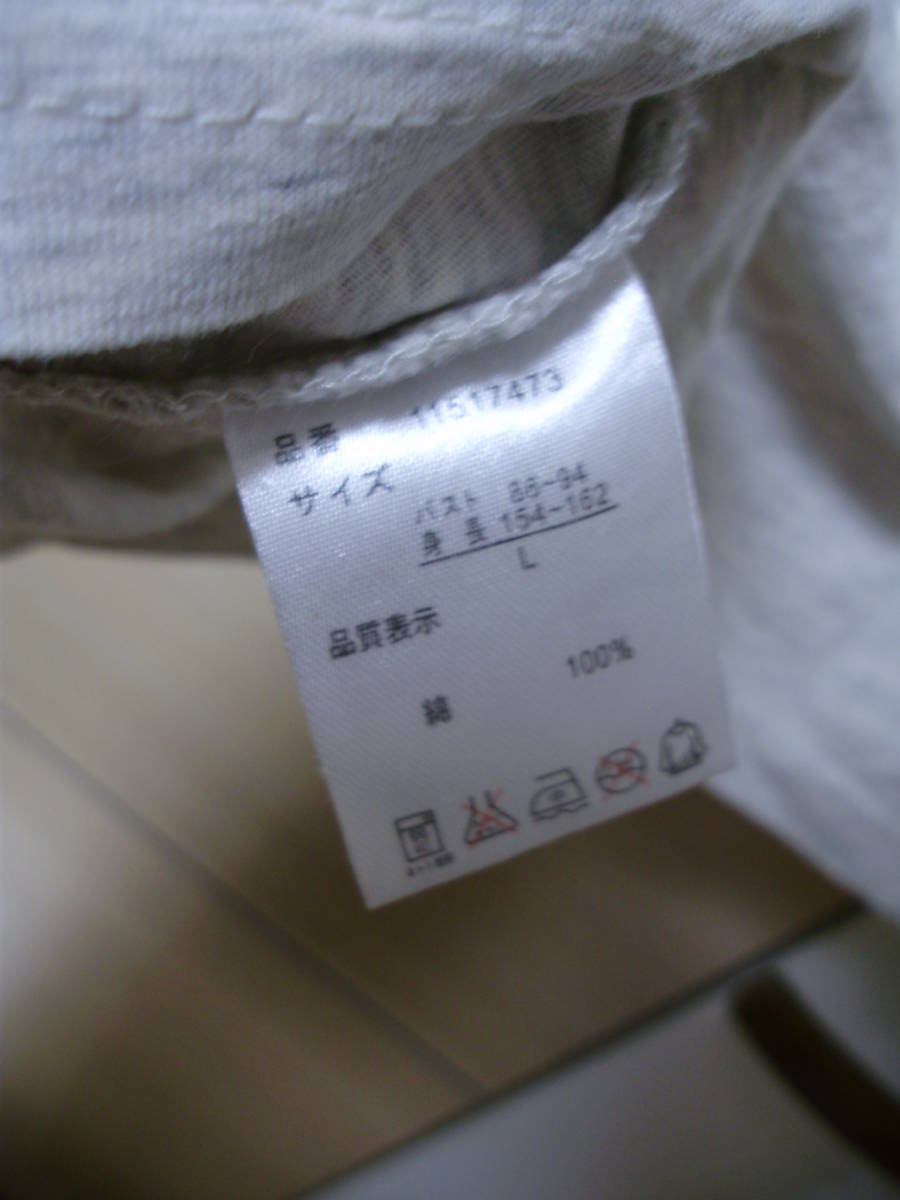 品番 11517473
サイズ
バスト 86~94
身長 154~162
L
品質表示
綿 100%